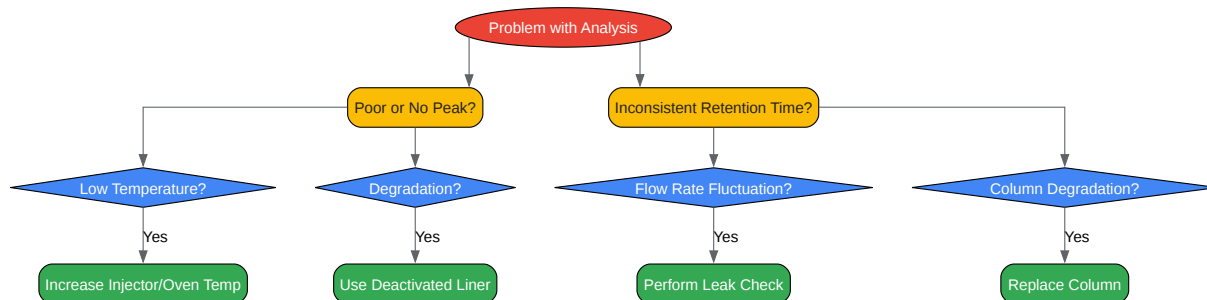 Problem with Analysis
Poor or No Peak?
Inconsistent Retention Time?
Low Temperature?
Degradation?
Flow Rate Fluctuation?
Column Degradation?
Yes
Yes
Yes
Yes
Increase Injector/Oven Temp
Use Deactivated Liner
Perform Leak Check
Replace Column